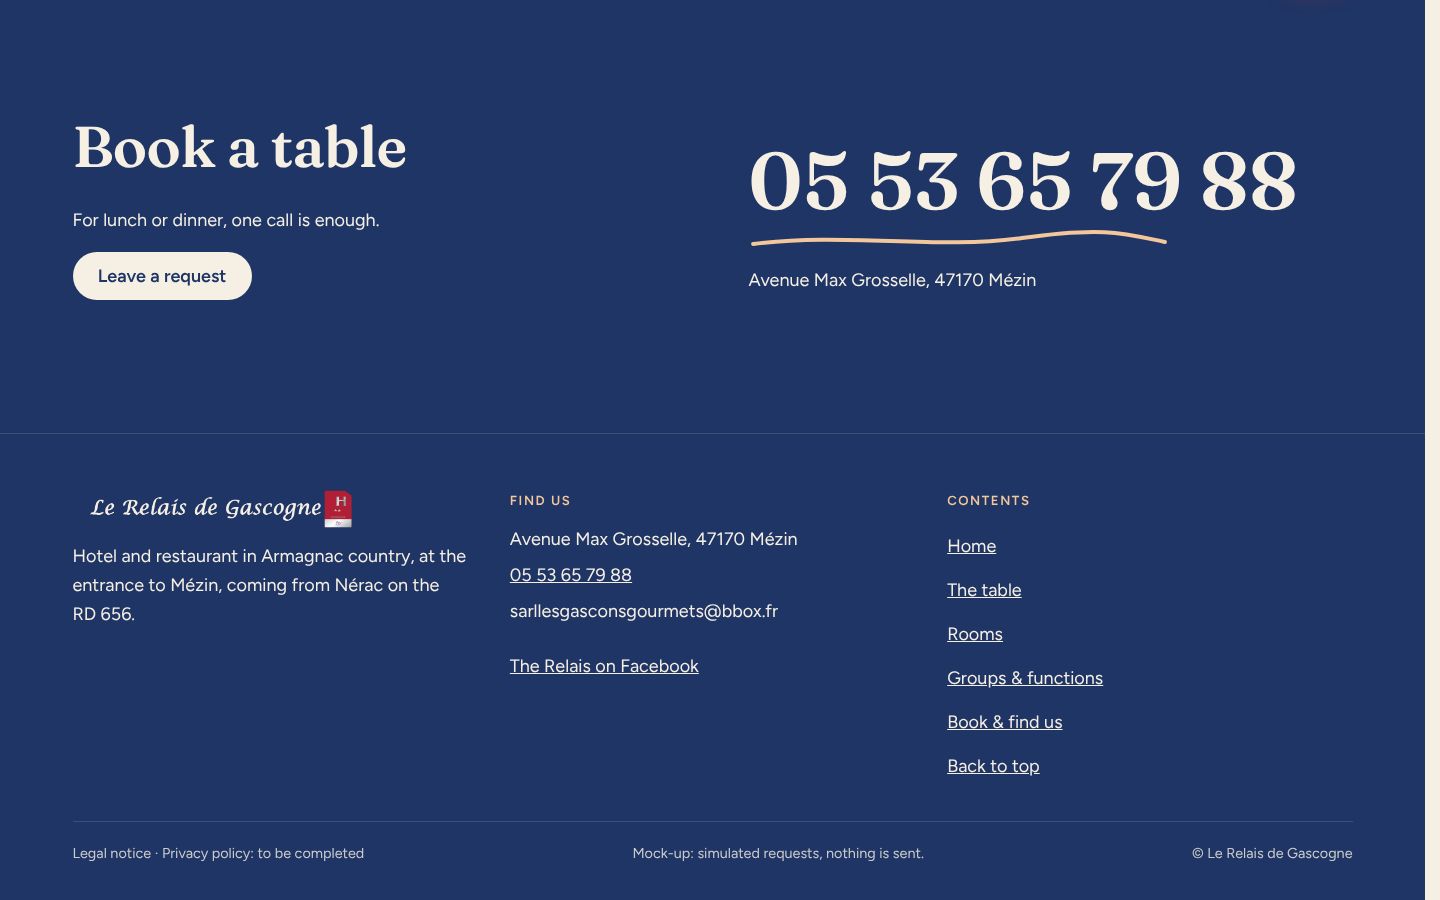 Book a table
For lunch or dinner, one call is enough.
Leave a request
05 53 65 79 88
Avenue Max Grosselle, 47170 Mézin
Le Relais de Gascogne
H
Hotel and restaurant in Armagnac country, at the
entrance to Mézin, coming from Nérac on the
RD 656.
FIND US
Avenue Max Grosselle, 47170 Mézin
05 53 65 79 88
sarllesgasconsgourmets@bbox.fr
The Relais on Facebook
CONTENTS
Home
The table
Rooms
Groups & functions
Book & find us
Back to top
Legal notice · Privacy policy: to be completed
Mock-up: simulated requests, nothing is sent.
© Le Relais de Gascogne